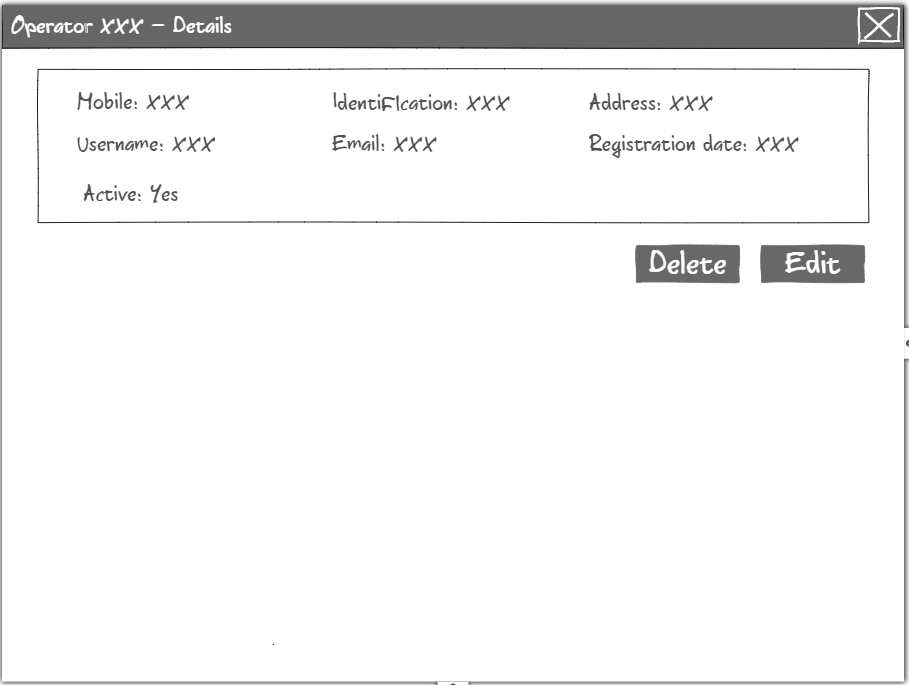 Operator XXX - Details
Mobile: XXX Identification: XXX Address: XXX
Username: XXX Email: XXX Registration date: XXX
Active: Yes
Delete Edit